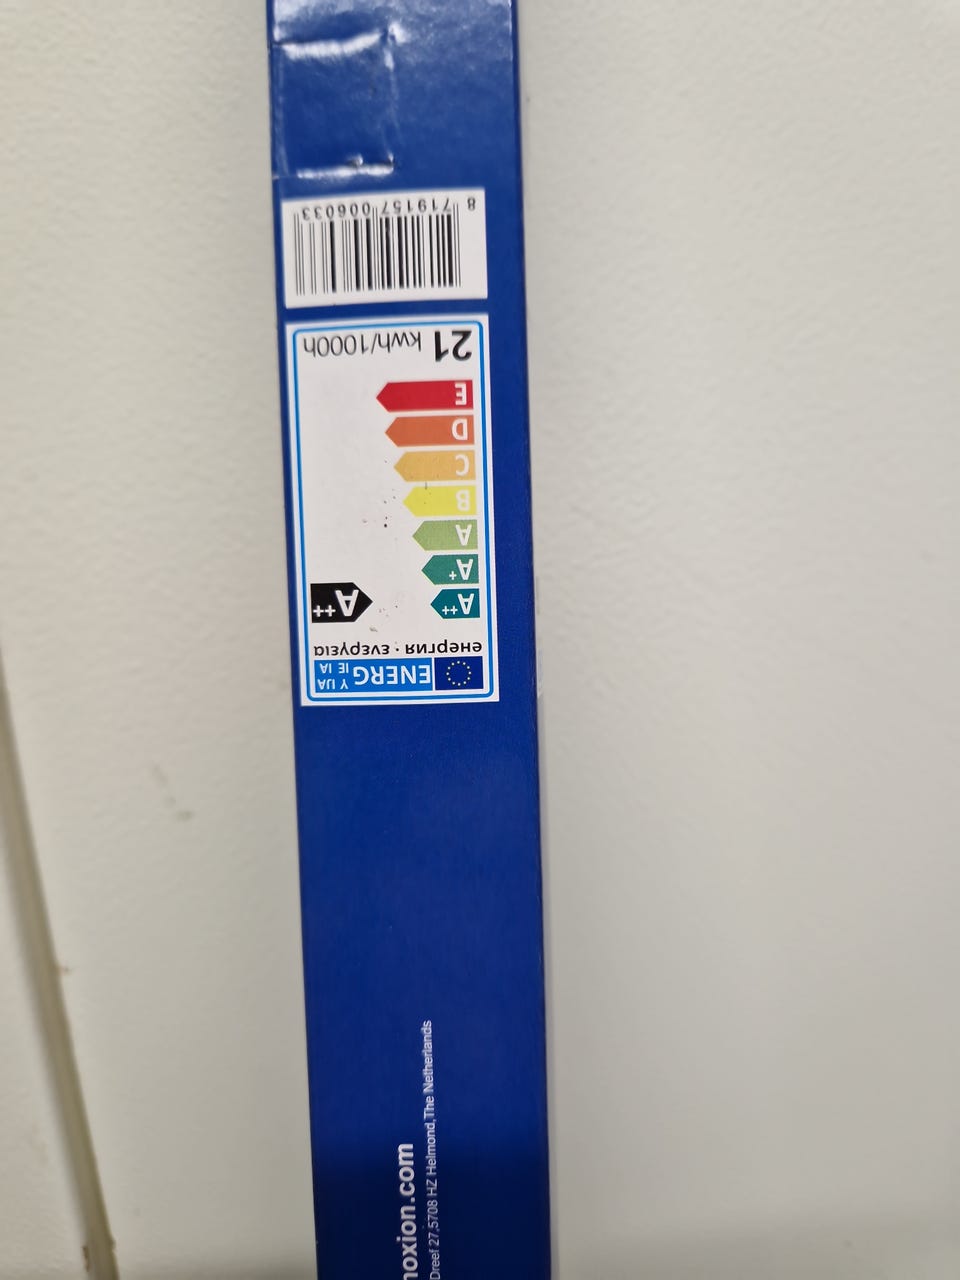 ENERG Y IJA
IE IA
енергия · ενεργεια
A++
A++
A+
A
B
C
D
E
21 kwh/1000h
8 719157 006033
noxion.com
Dreef 27,5708 HZ Helmond,The Netherlands